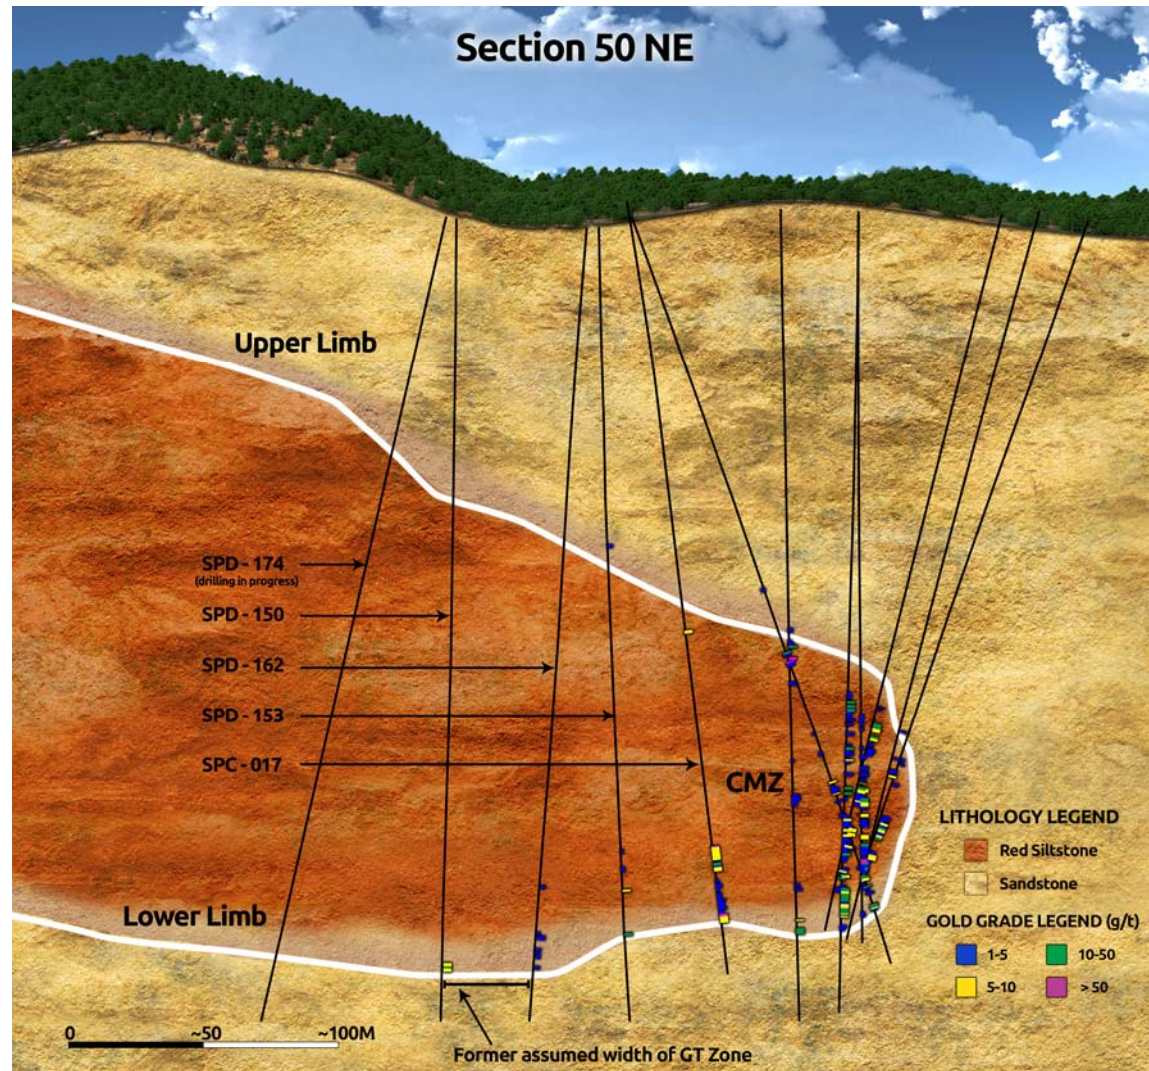 Section 50 NE
Upper Limb
SPD - 174
(drilling in progress)
SPD - 150
SPD - 162
SPD - 153
SPC - 017
CMZ
LITHOLOGY LEGEND
Red Siltstone
Sandstone
Lower Limb
GOLD GRADE LEGEND (g/t)
1-5 10-50
5-10 > 50
0 ~50 ~100M
Former assumed width of GT Zone